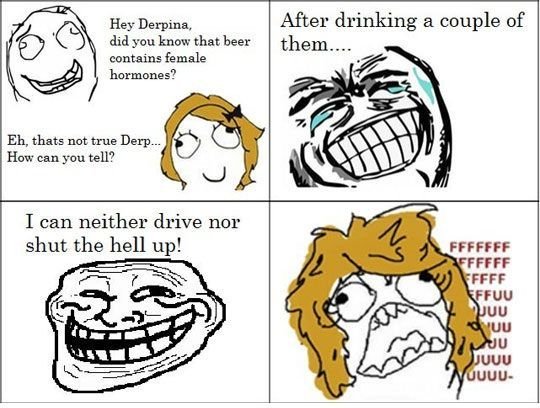 Hey Derpina,
did you know that beer
contains female
hormones?
Eh, thats not true Derp...
How can you tell?
After drinking a couple of
them....
I can neither drive nor
shut the hell up!
FFFFFFF
FFFFFFF
FFFFF
FFUU
UUU
UUU
UU
UUUU
UUUU-